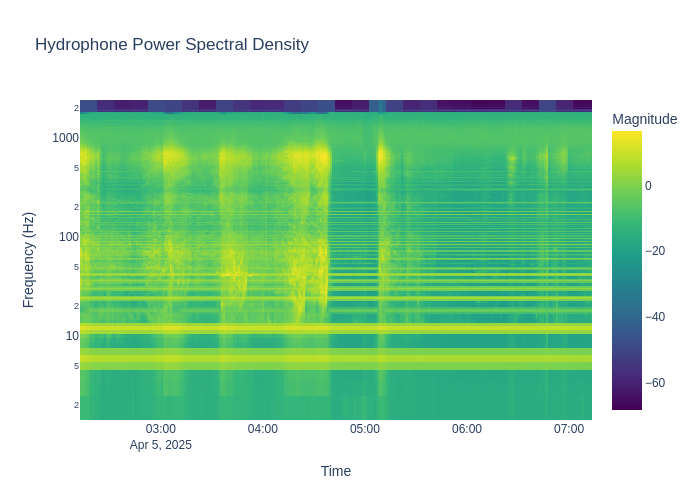 Hydrophone Power Spectral Density
Magnitude
0
−20
−40
−60
Frequency (Hz)
2
1000
5
2
100
5
2
10
5
2
03:00 04:00 05:00 06:00 07:00
Apr 5, 2025
Time